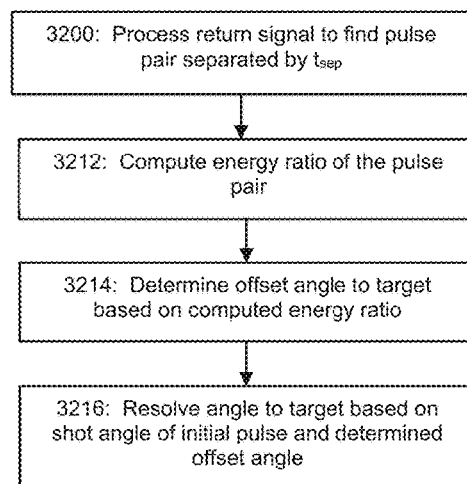 3200: Process return signal to find pulse
pair separated by tsep
3212: Compute energy ratio of the pulse
pair
3214: Determine offset angle to target
based on computed energy ratio
3216: Resolve angle to target based on
shot angle of initial pulse and determined
offset angle